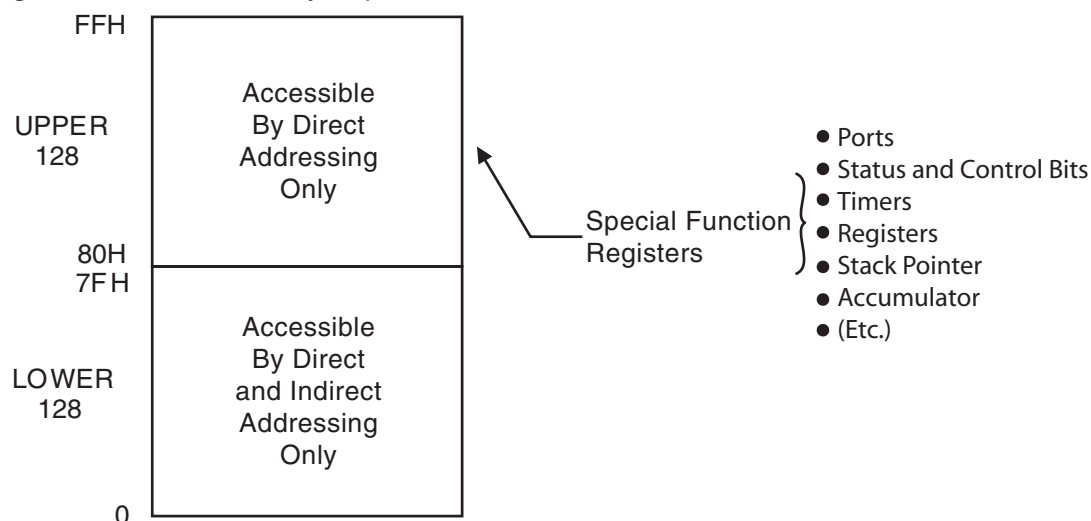 FFH
UPPER
128
80H
7FH
LOWER
128
0
Accessible
By Direct
Addressing
Only
Accessible
By Direct
and Indirect
Addressing
Only
Special Function
Registers
● Ports
● Status and Control Bits
● Timers
● Registers
● Stack Pointer
● Accumulator
● (Etc.)